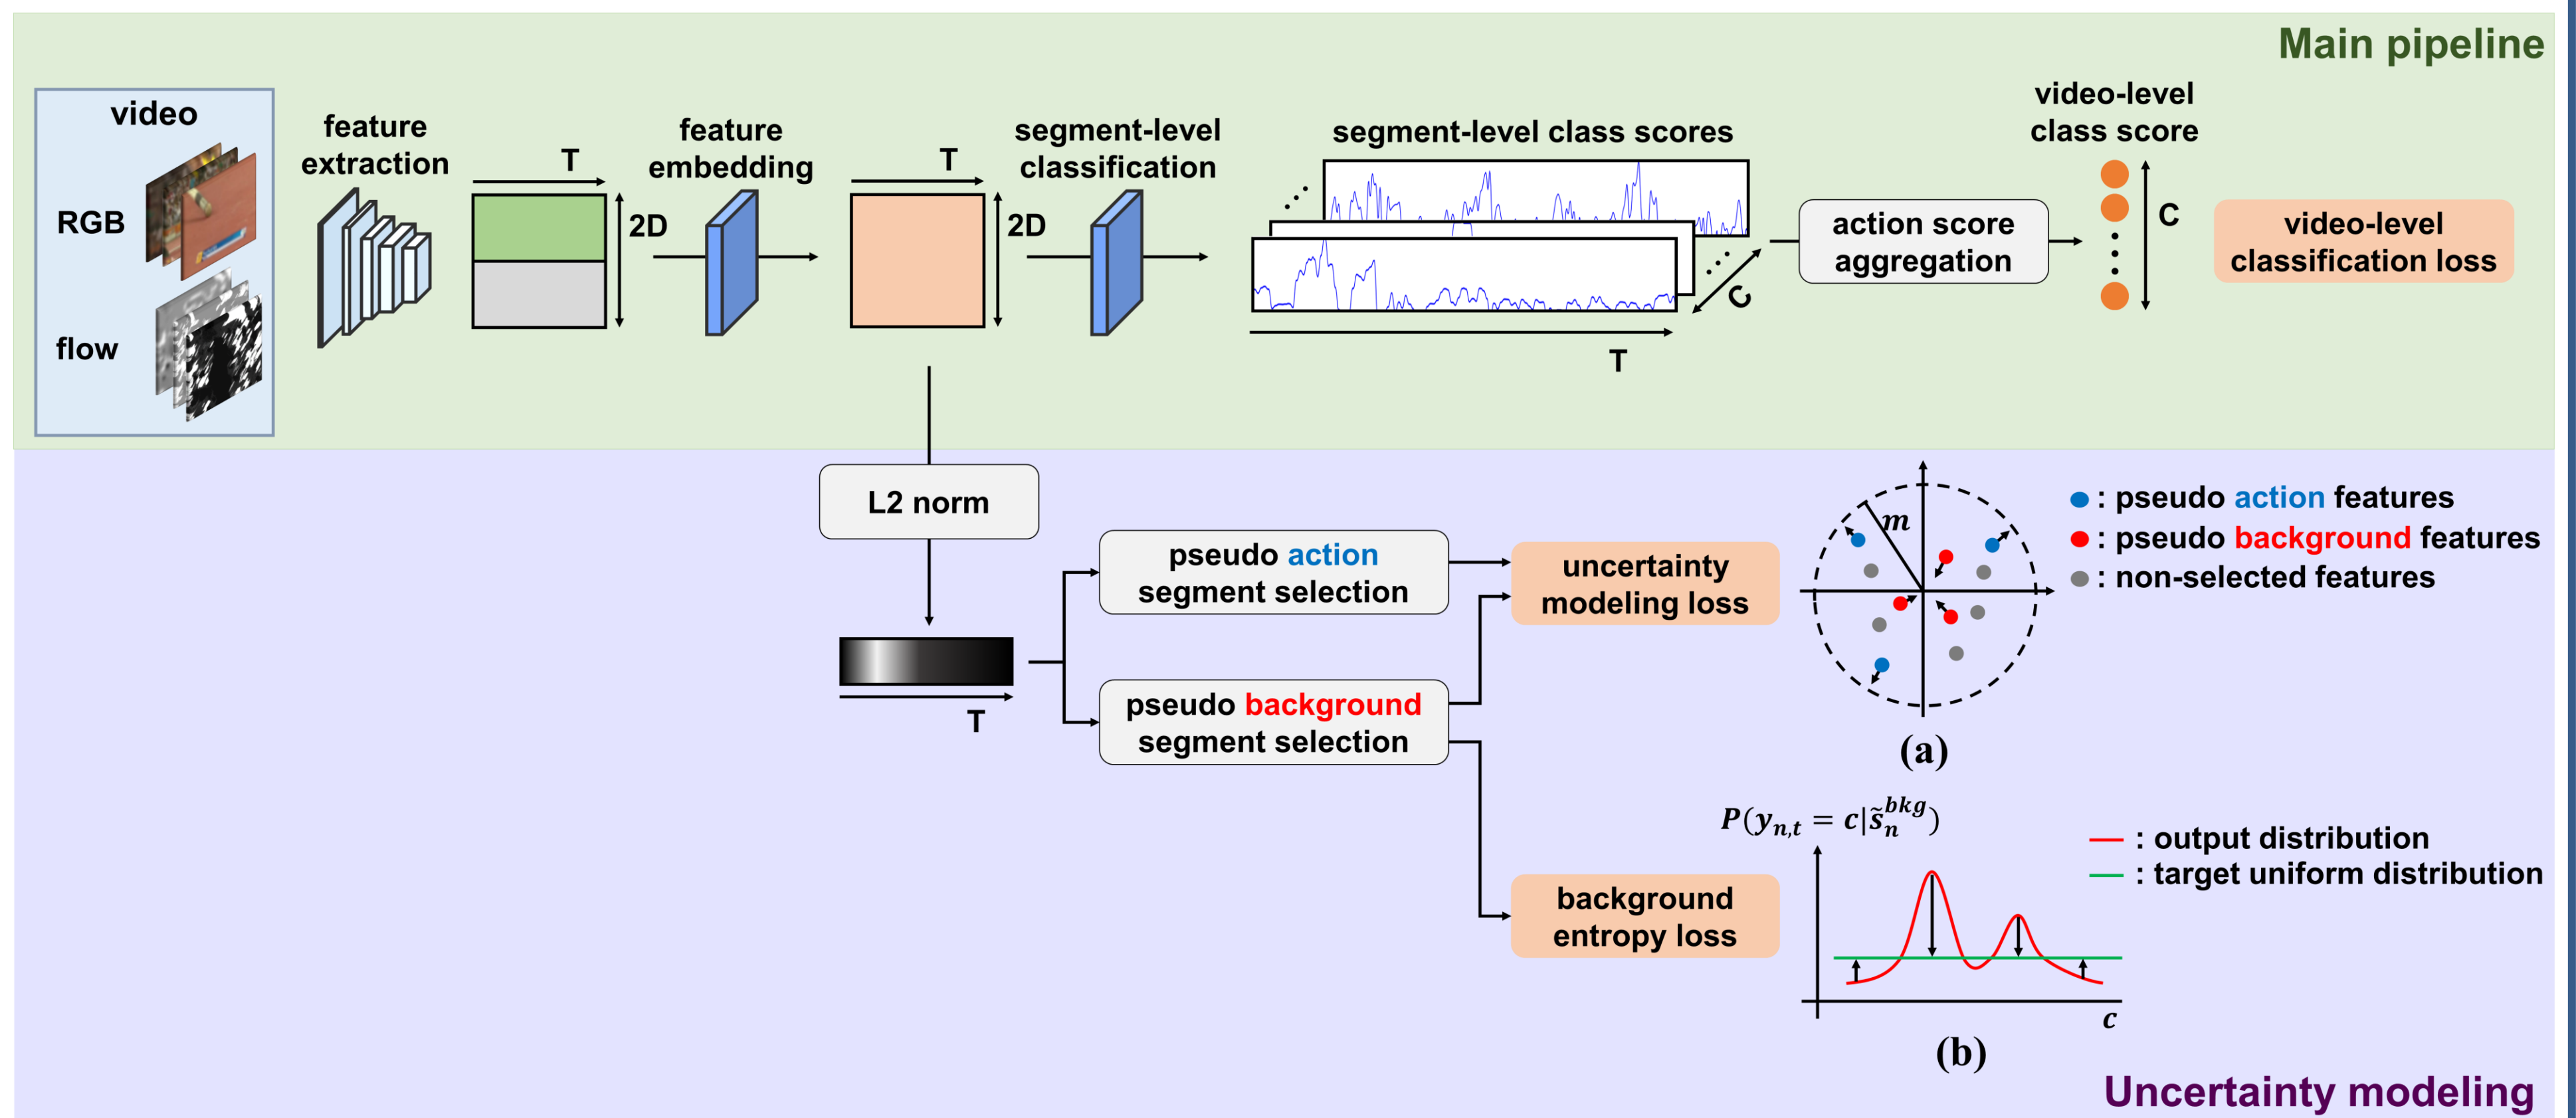 Main pipeline
video
RGB
flow
feature
extraction
T
2D
feature
embedding
T
2D
segment-level
classification
segment-level class scores
C
T
action score
aggregation
video-level
class score
C
video-level
classification loss
L2 norm
T
pseudo action
segment selection
pseudo background
segment selection
uncertainty
modeling loss
background
entropy loss
m
: pseudo action features
: pseudo background features
: non-selected features
(a)
P(y_{n,t} = c|s̃_n^{bkg})
: output distribution
: target uniform distribution
c
(b)
Uncertainty modeling